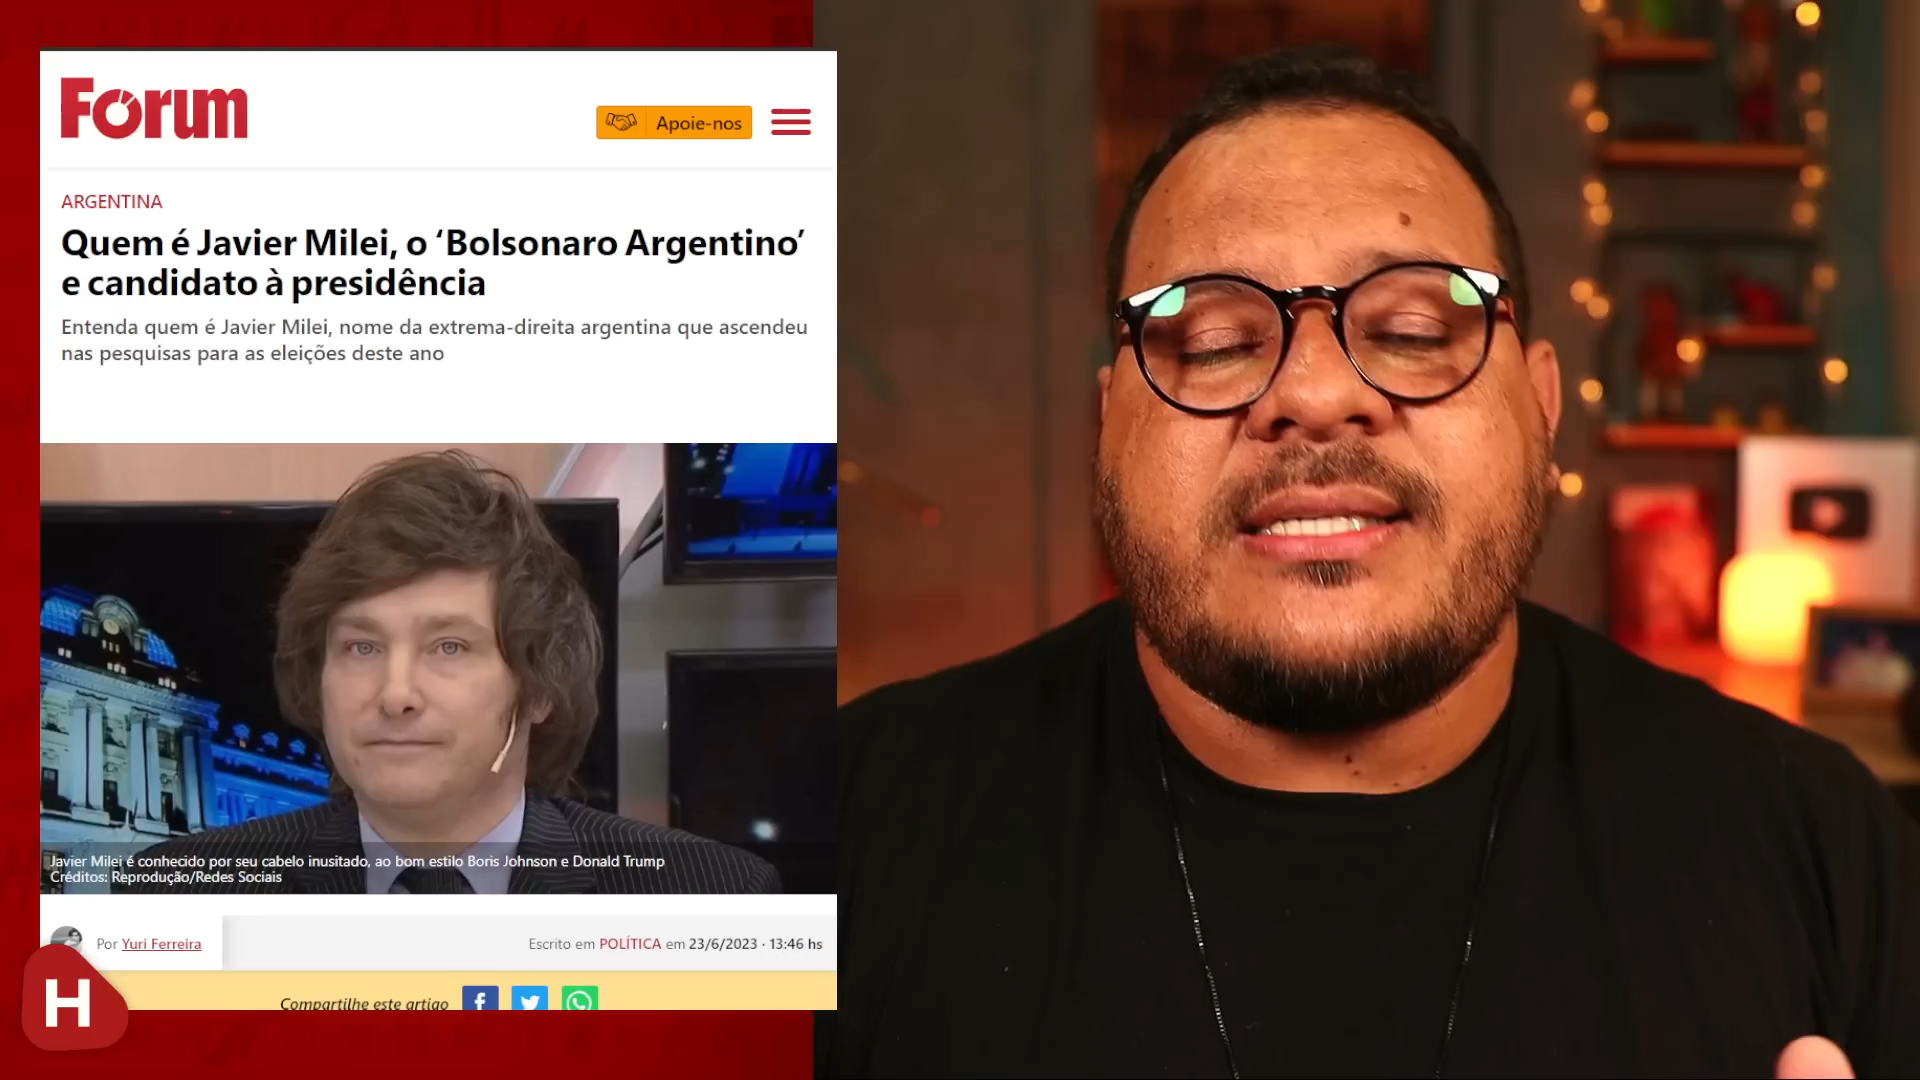 Forum
Apoie-nos
ARGENTINA
Quem é Javier Milei, o ‘Bolsonaro Argentino’
e candidato à presidência
Entenda quem é Javier Milei, nome da extrema-direita argentina que ascendeu
nas pesquisas para as eleições deste ano
Javier Milei é conhecido por seu cabelo inusitado, ao bom estilo Boris Johnson e Donald Trump
Créditos: Reprodução/Redes Sociais
Por Yuri Ferreira
Escrito em POLÍTICA em 23/6/2023 · 13:46 hs
Compartilhe este artigo
H